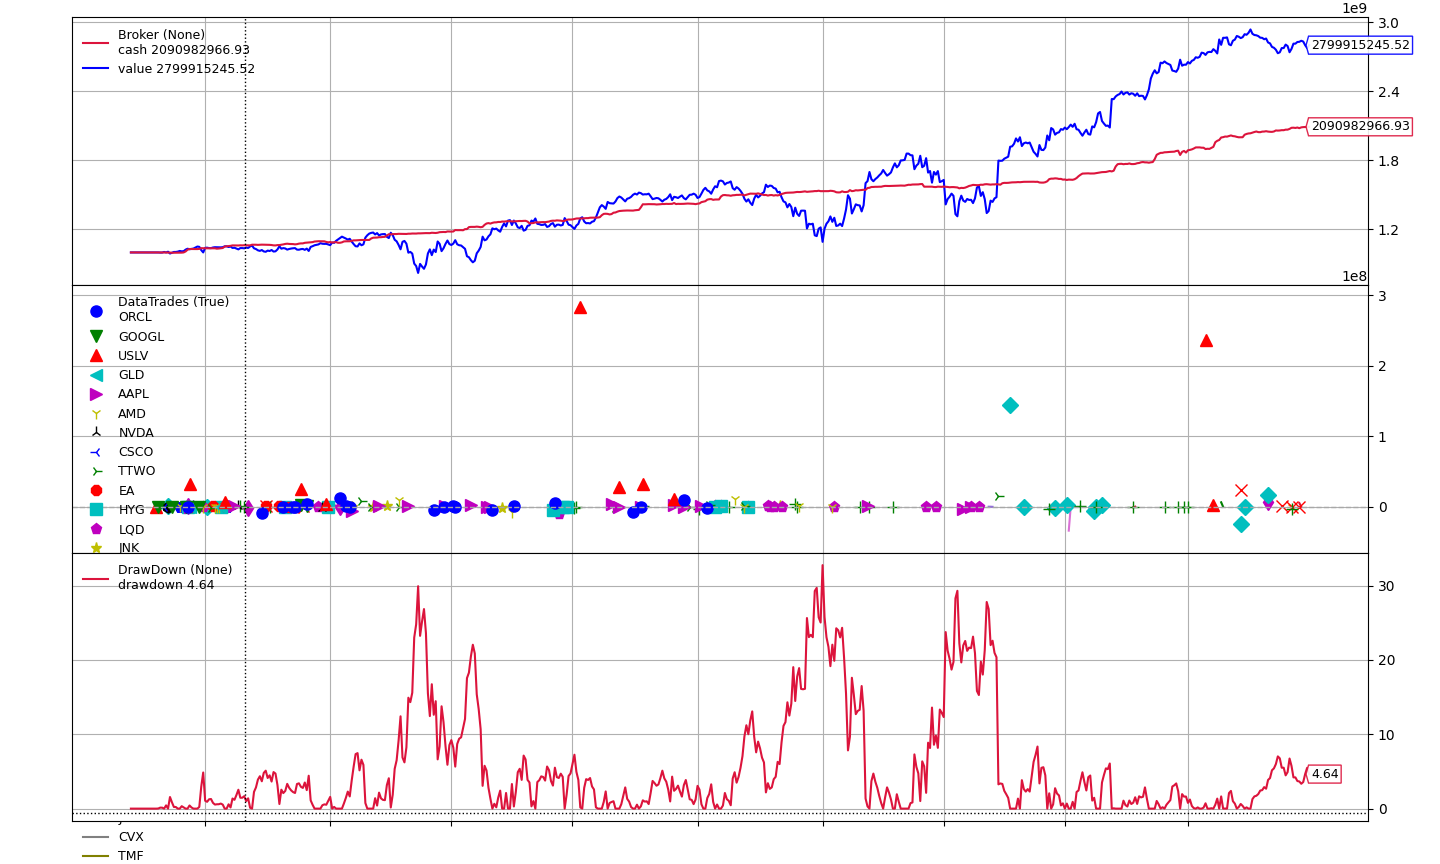 1e9
Broker (None)
cash 2090982966.93
value 2799915245.52
3.0
2799915245.52
2.4
2090982966.93
1.8
1.2
1e8
DataTrades (True)
ORCL
GOOGL
USLV
GLD
AAPL
AMD
NVDA
CSCO
TTWO
EA
HYG
LQD
JNK
3
2
1
0
DrawDown (None)
drawdown 4.64
30
20
10
4.64
0
CVX
TMF